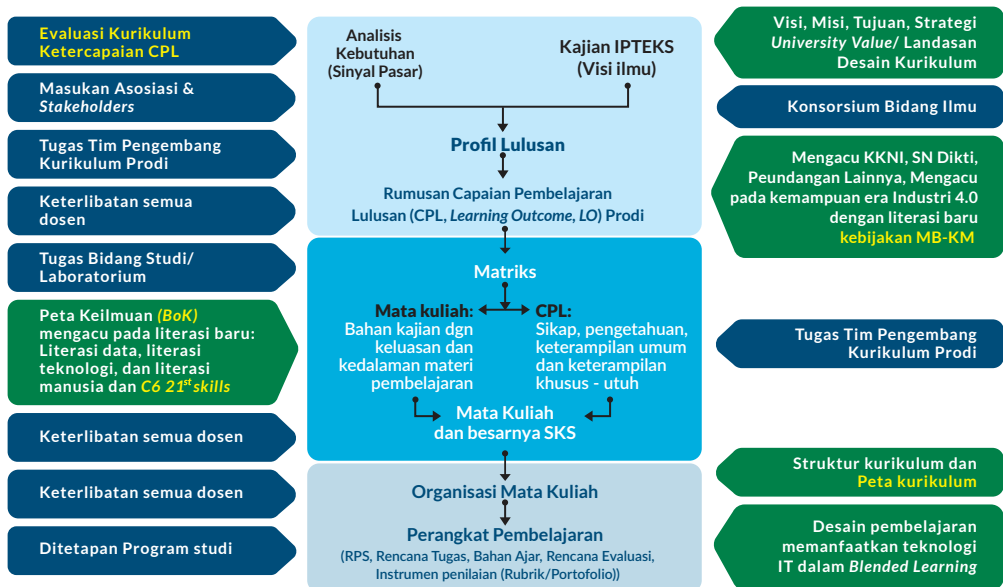 Evaluasi Kurikulum
Ketercapaian CPL
Masukan Asosiasi &
Stakeholders
Tugas Tim Pengembang
Kurikulum Prodi
Keterlibatan semua
dosen
Tugas Bidang Studi/
Laboratorium
Peta Keilmuan (BoK)
mengacu pada literasi baru:
Literasi data, literasi
teknologi, dan literasi
manusia dan C6 21st skills
Keterlibatan semua dosen
Keterlibatan semua dosen
Ditetapan Program studi
Analisis
Kebutuhan
(Sinyal Pasar)
Kajian IPTEKS
(Visi ilmu)
Profil Lulusan
Rumusan Capaian Pembelajaran
Lulusan (CPL, Learning Outcome, LO) Prodi
Matriks
Mata kuliah:
Bahan kajian dgn
keluasan dan
kedalaman materi
pembelajaran
CPL:
Sikap, pengetahuan,
keterampilan umum
dan keterampilan
khusus - utuh
Mata Kuliah
dan besarnya SKS
Organisasi Mata Kuliah
Perangkat Pembelajaran
(RPS, Rencana Tugas, Bahan Ajar, Rencana Evaluasi,
Instrumen penilaian (Rubrik/Portofolio))
Visi, Misi, Tujuan, Strategi
University Value/ Landasan
Desain Kurikulum
Konsorsium Bidang Ilmu
Mengacu KKNI, SN Dikti,
Peundangan Lainnya, Mengacu
pada kemampuan era Industri 4.0
dengan literasi baru
kebijakan MB-KM
Tugas Tim Pengembang
Kurikulum Prodi
Struktur kurikulum dan
Peta kurikulum
Desain pembelajaran
memanfaatkan teknologi
IT dalam Blended Learning